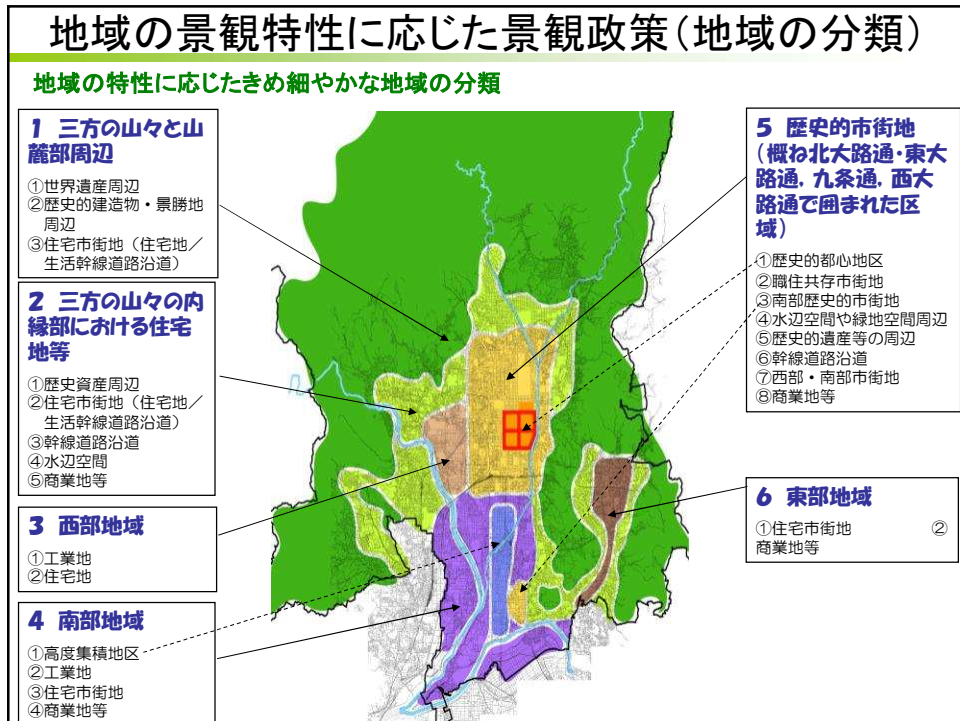 地域の景観特性に応じた景観政策（地域の分類）
地域の特性に応じたきめ細やかな地域の分類
1 三方の山々と山
麓部周辺
①世界遺産周辺
②歴史的建造物・景勝地
周辺
③住宅市街地（住宅地／
生活幹線道路沿道）
2 三方の山々の内
縁部における住宅
地等
①歴史資産周辺
②住宅市街地（住宅地／
生活幹線道路沿道）
③幹線道路沿道
④水辺空間
⑤商業地等
3 西部地域
①工業地
②住宅地
4 南部地域
①高度集積地区
②工業地
③住宅市街地
④商業地等
5 歴史的市街地
（概ね北大路通・東大
路通，九条通，西大
路通で囲まれた区
域）
①歴史的都心地区
②職住共存市街地
③南部歴史的市街地
④水辺空間や緑地空間周辺
⑤歴史的遺産等の周辺
⑥幹線道路沿道
⑦西部・南部市街地
⑧商業地等
6 東部地域
①住宅市街地 ②
商業地等